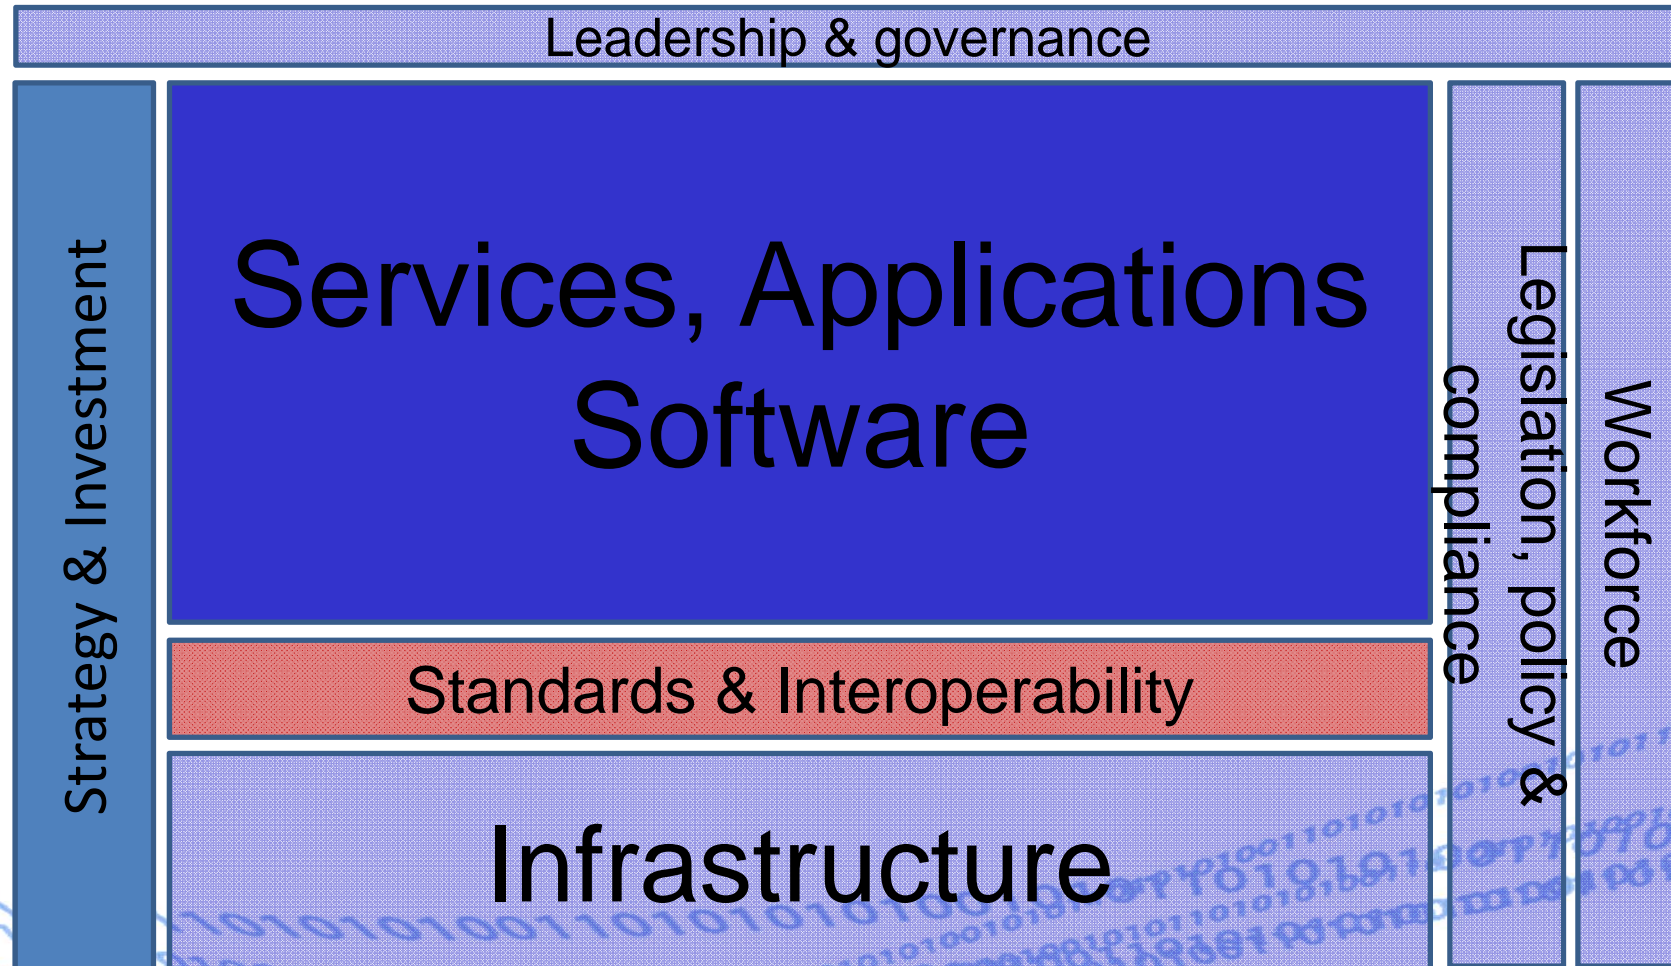 Leadership & governance
Strategy & Investment
Services, Applications
Software
Standards & Interoperability
Infrastructure
Legislation, policy &
compliance
Workforce